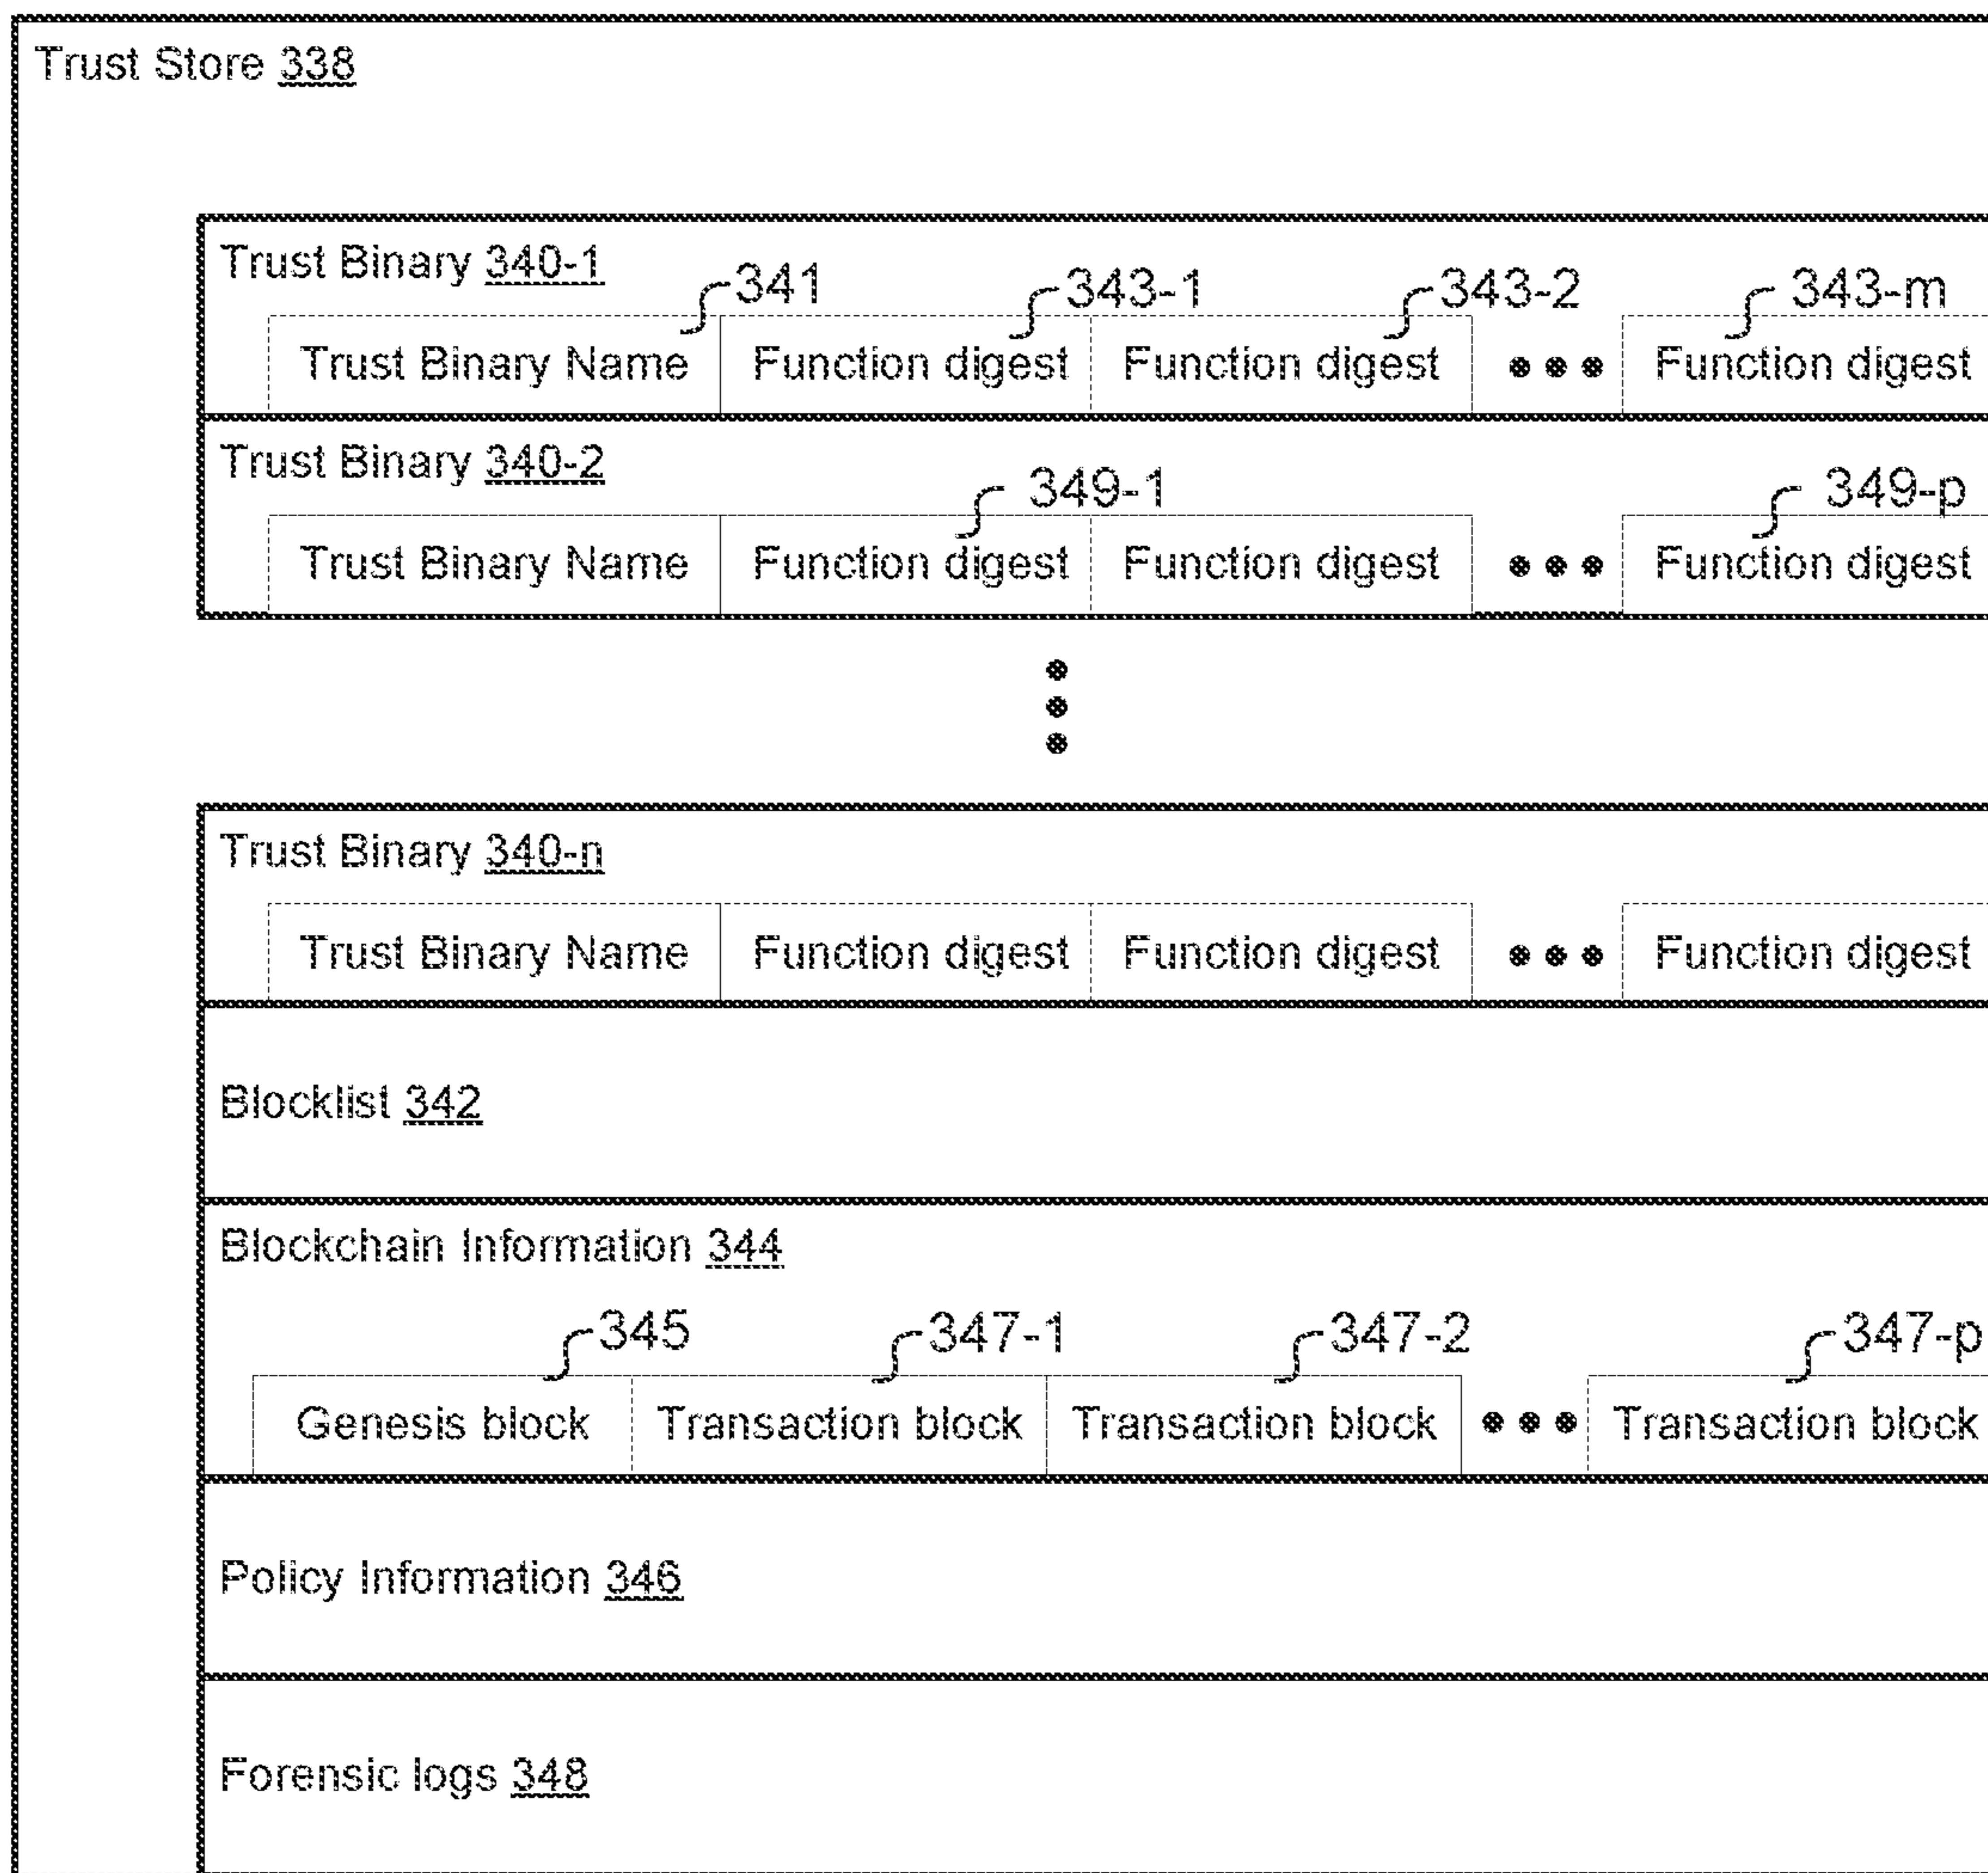 Trust Store 338
Trust Binary 340-1
341 343-1 343-2 343-m
Trust Binary Name Function digest Function digest Function digest
Trust Binary 340-2
349-1 349-p
Trust Binary Name Function digest Function digest Function digest
Trust Binary 340-n
Trust Binary Name Function digest Function digest Function digest
Blocklist 342
Blockchain Information 344
345 347-1 347-2 347-p
Genesis block Transaction block Transaction block Transaction block
Policy Information 346
Forensic logs 348